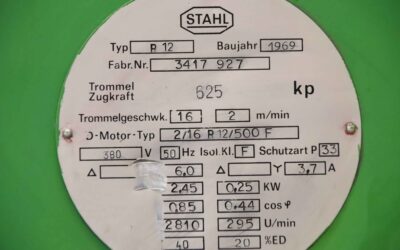 STAHL
Typ R 12 Baujahr 1969
Fabr.Nr. 3417 927
Trommel
Zugkraft 625 kp
Trommelgeschwk. 16 2 m/min
D-Motor-Typ 2/16 R 12/500 F
380 V 50 Hz Isol.Kl. F Schutzart P 33
Δ 6,0 Δ Y 3,7 A
2,45 0,25 KW
0,85 0,44 cos φ
2810 295 U/min
40 20 %ED